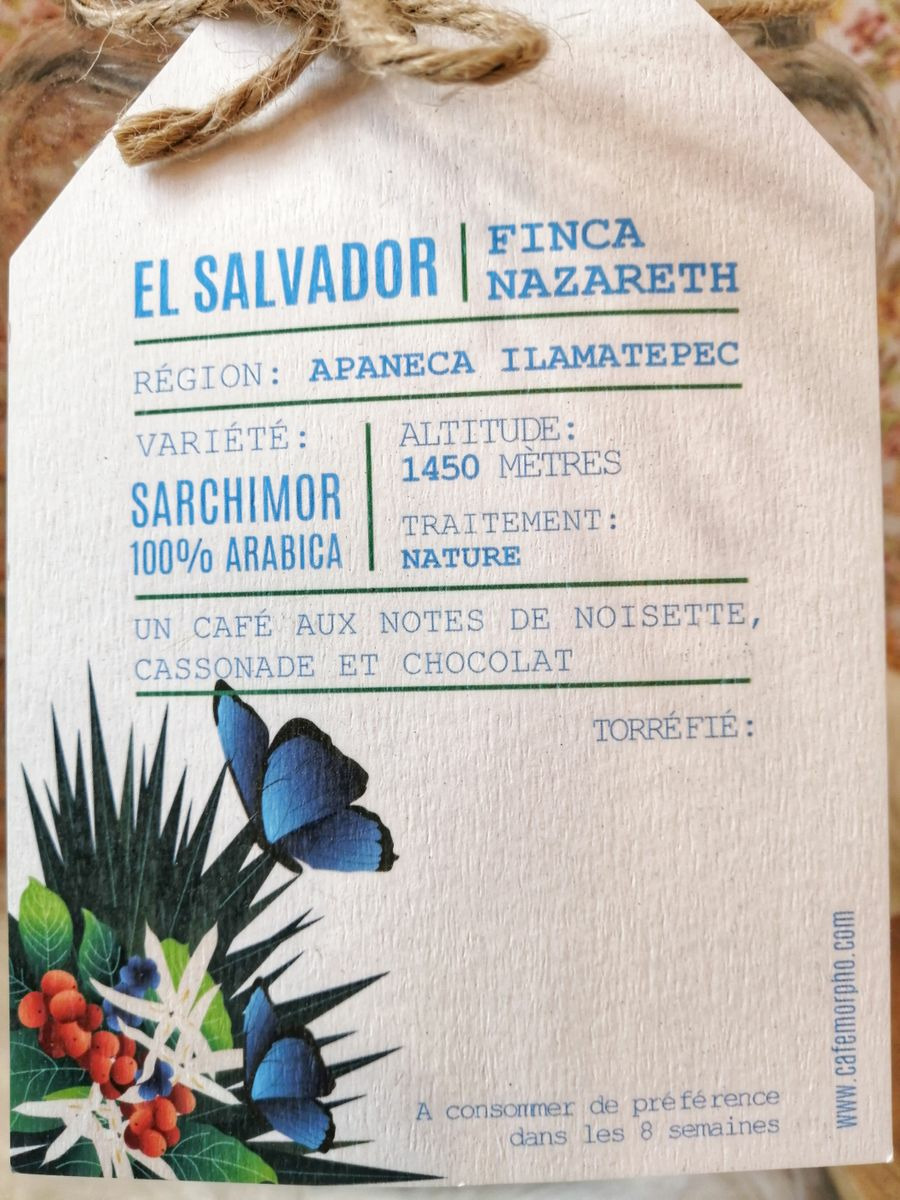 EL SALVADOR
FINCA
NAZARETH
RÉGION: APANECA ILAMATEPEC
VARIÉTÉ:
SARCHIMOR
100% ARABICA
ALTITUDE:
1450 MÈTRES
TRAITEMENT:
NATURE
UN CAFÉ AUX NOTES DE NOISETTE,
CASSONADE ET CHOCOLAT
TORRÉFIÉ:
www.cafemorpho.com
A consommer de préférence
dans les 8 semaines